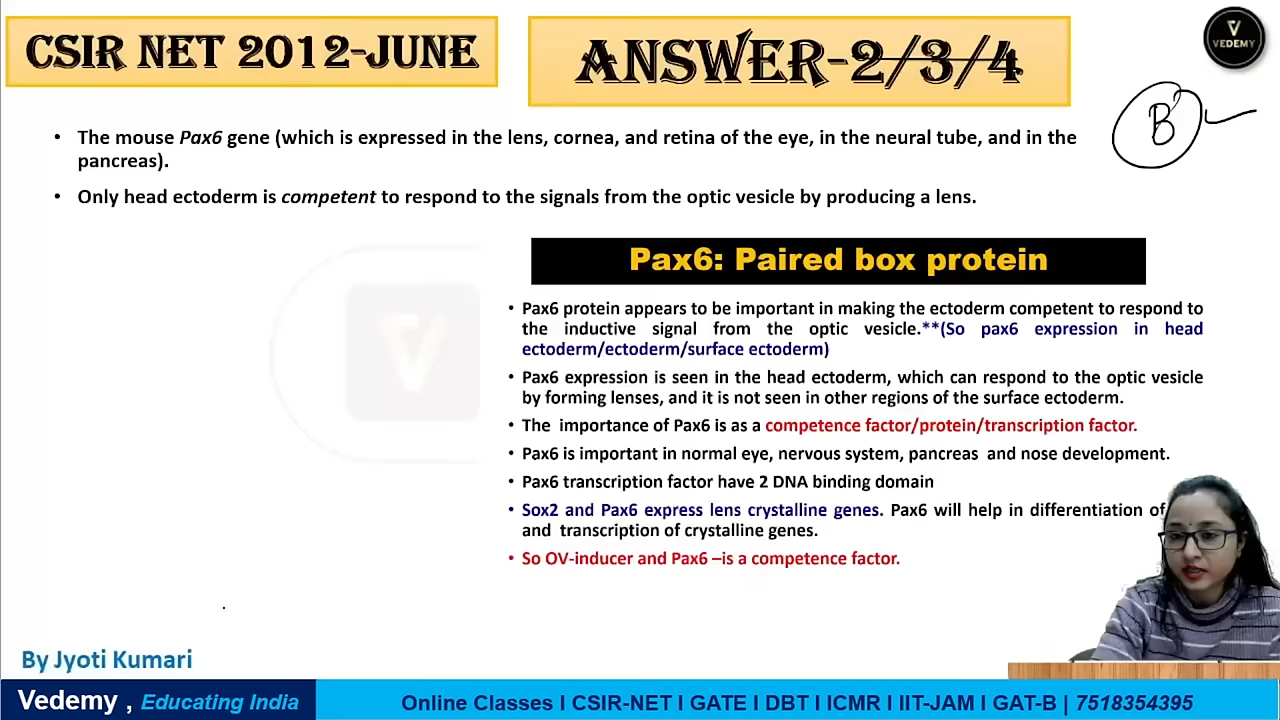 CSIR NET 2012-JUNE
ANSWER-2/3/4
VEDEMY
B
• The mouse Pax6 gene (which is expressed in the lens, cornea, and retina of the eye, in the neural tube, and in the
pancreas).
• Only head ectoderm is competent to respond to the signals from the optic vesicle by producing a lens.
Pax6: Paired box protein
• Pax6 protein appears to be important in making the ectoderm competent to respond to
the inductive signal from the optic vesicle.**(So pax6 expression in head
ectoderm/ectoderm/surface ectoderm)
• Pax6 expression is seen in the head ectoderm, which can respond to the optic vesicle
by forming lenses, and it is not seen in other regions of the surface ectoderm.
• The importance of Pax6 is as a competence factor/protein/transcription factor.
• Pax6 is important in normal eye, nervous system, pancreas and nose development.
• Pax6 transcription factor have 2 DNA binding domain
• Sox2 and Pax6 express lens crystalline genes. Pax6 will help in differentiation of
and transcription of crystalline genes.
• So OV-inducer and Pax6 –is a competence factor.
By Jyoti Kumari
Vedemy , Educating India
Online Classes I CSIR-NET I GATE I DBT I ICMR I IIT-JAM I GAT-B | 7518354395